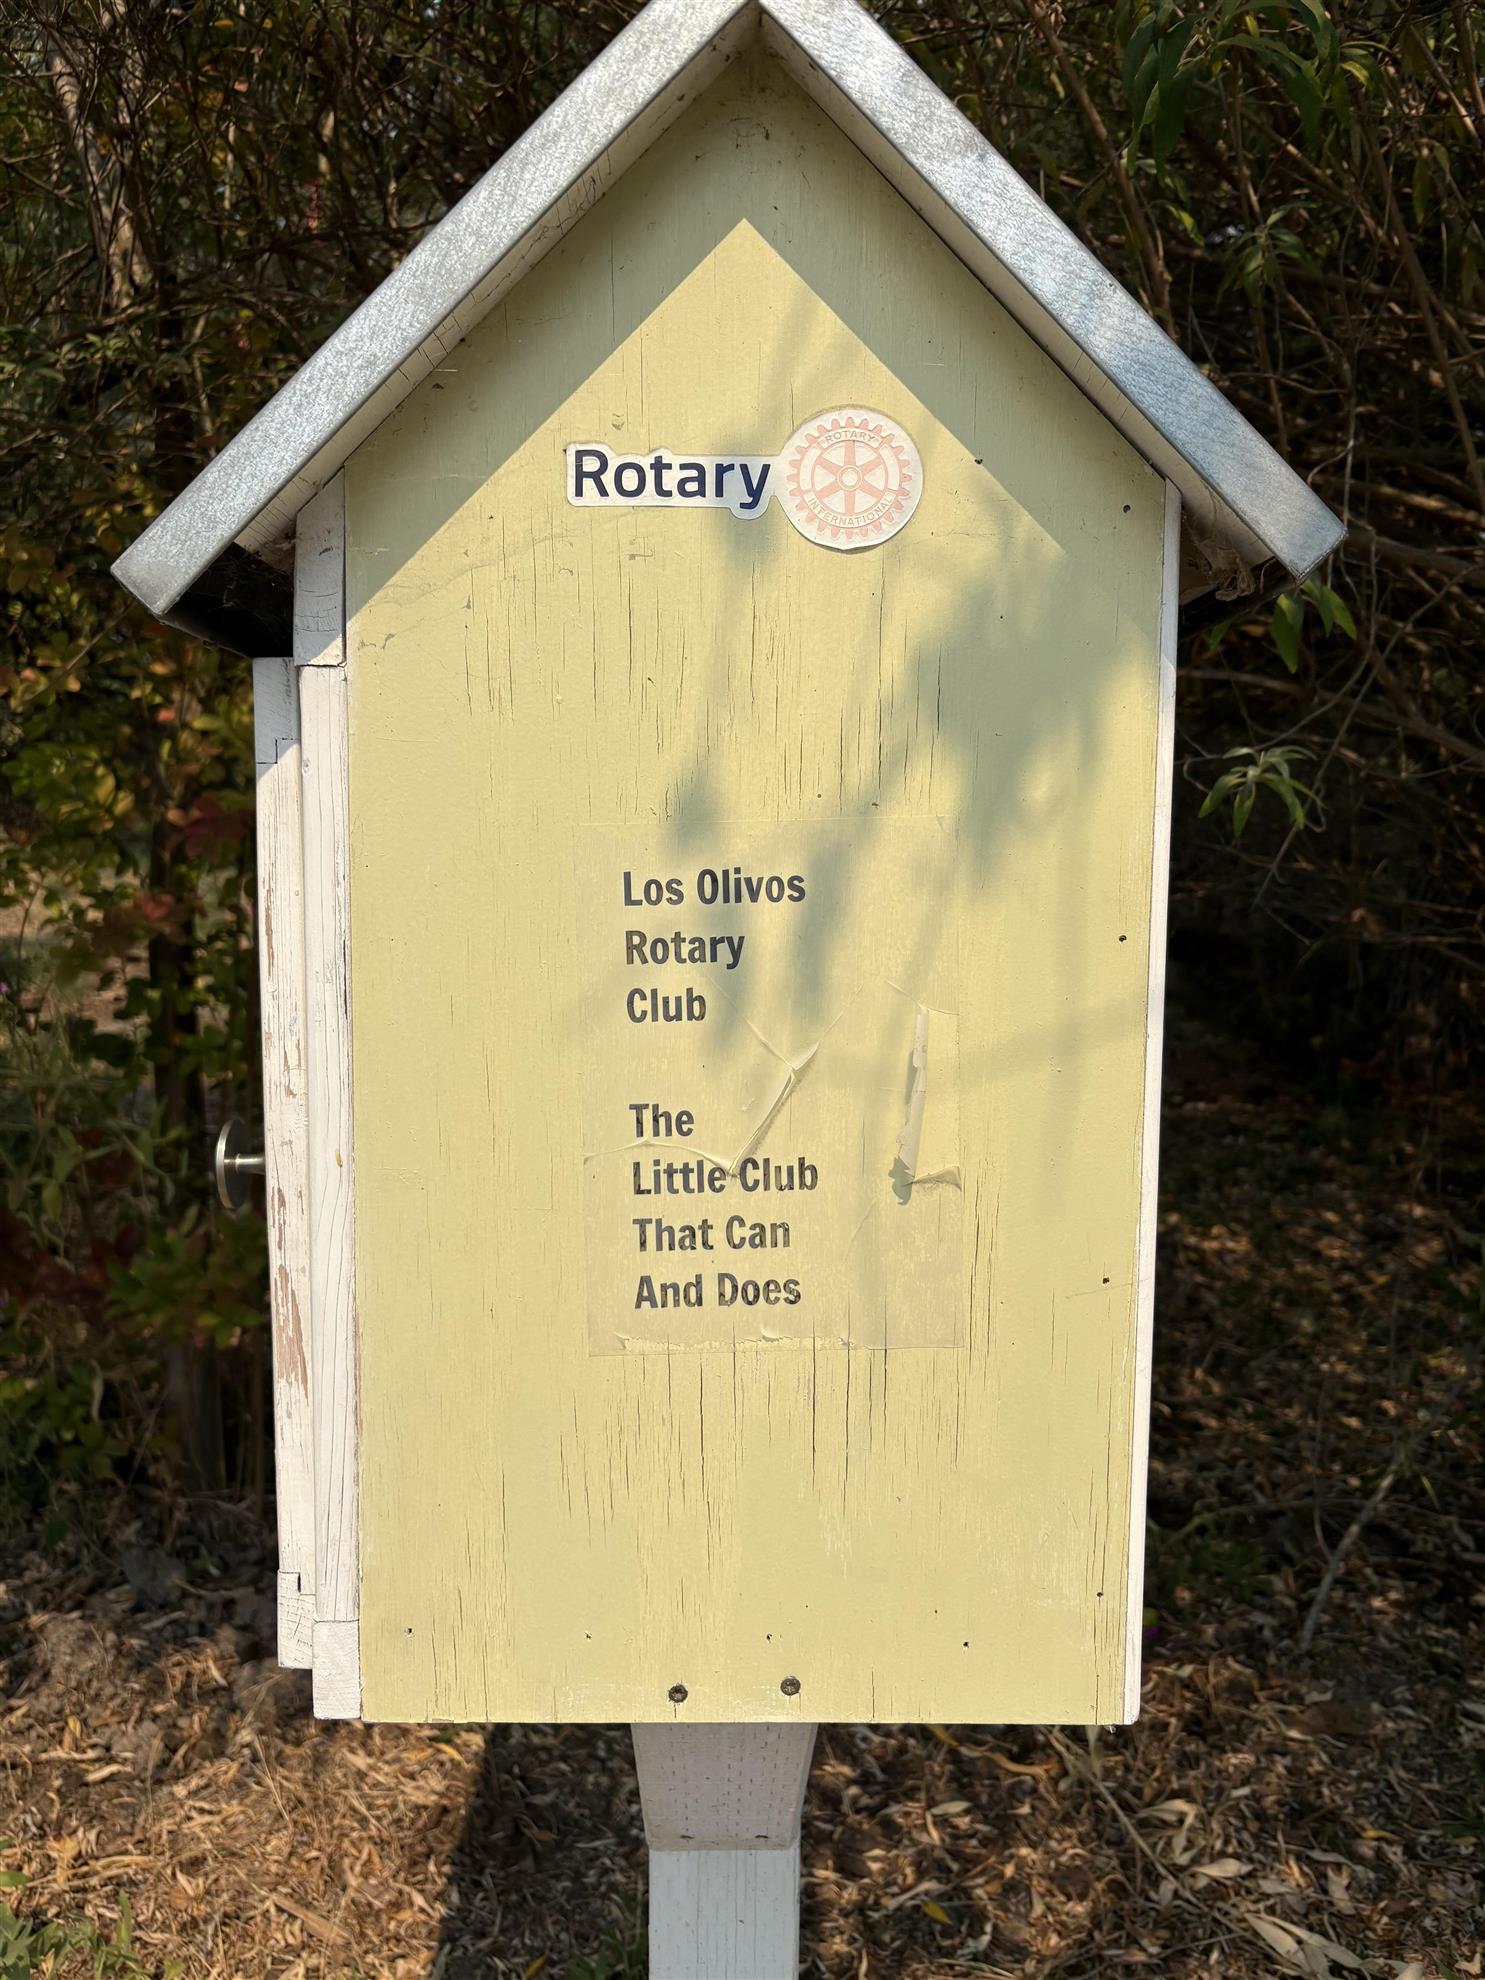 Rotary
ROTARY
INTERNATIONAL
Los Olivos
Rotary
Club
The
Little Club
That Can
And Does